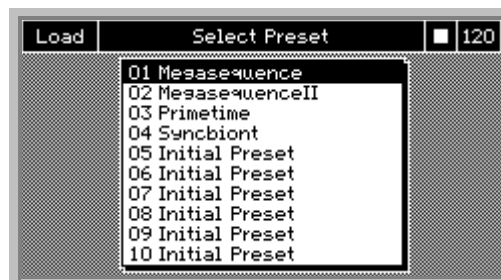 Load Select Preset 120
01 Megasequence
02 MegasequenceII
03 Primetime
04 Syncbiont
05 Initial Preset
06 Initial Preset
07 Initial Preset
08 Initial Preset
09 Initial Preset
10 Initial Preset